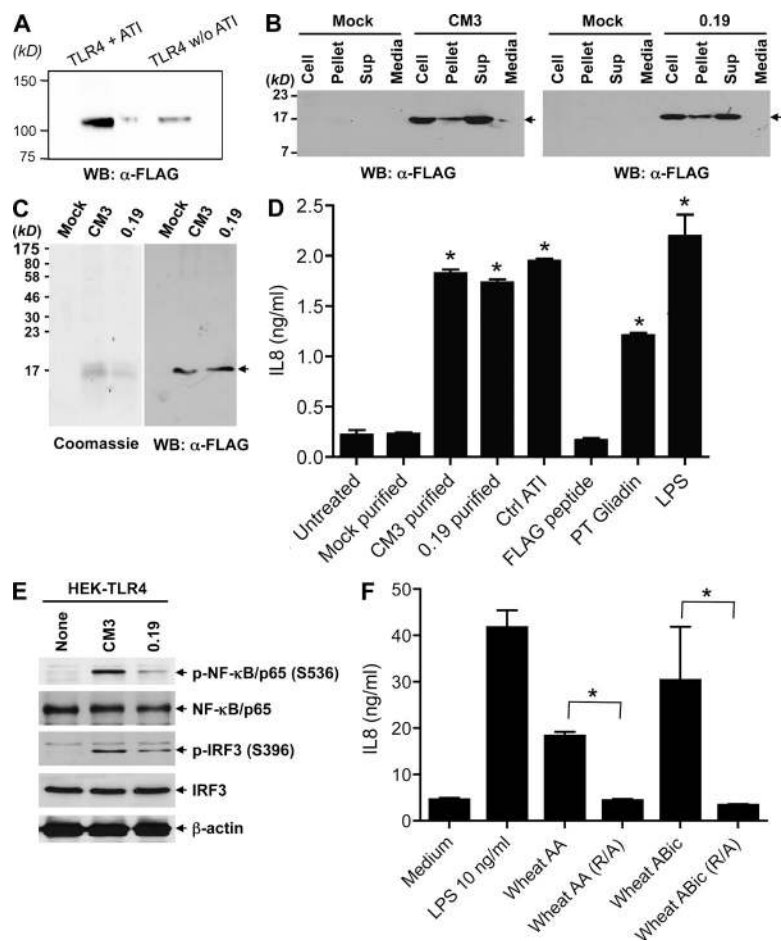 A
(kD)
TLR4 + ATI
TLR4 w/o ATI
150
100
75
WB: α-FLAG
B
Mock
CM3
Mock
0.19
(kD)
Cell
Pellet
Sup
Media
Cell
Pellet
Sup
Media
Cell
Pellet
Sup
Media
Cell
Pellet
Sup
Media
23
17
7
WB: α-FLAG
WB: α-FLAG
C
(kD)
Mock
CM3
0.19
Mock
CM3
0.19
175
80
58
46
30
23
17
Coomassie
WB: α-FLAG
D
IL8 (ng/ml)
2.5
2.0
1.5
1.0
0.5
0.0
*
*
*
*
*
Untreated
Mock purified
CM3 purified
0.19 purified
Ctrl ATI
FLAG peptide
PT Gliadin
LPS
E
HEK-TLR4
None
CM3
0.19
p-NF-κB/p65 (S536)
NF-κB/p65
p-IRF3 (S396)
IRF3
β-actin
F
IL8 (ng/ml)
50
40
30
20
10
0
*
*
Medium
LPS 10 ng/ml
Wheat AA
Wheat AA (R/A)
Wheat ABic
Wheat ABic (R/A)